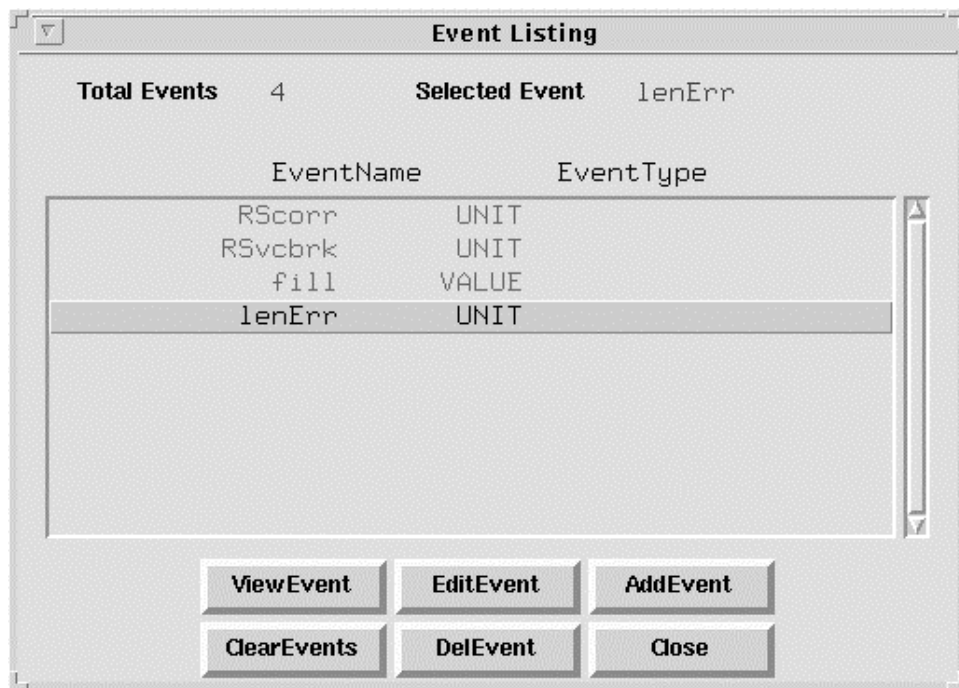 Event Listing
Total Events 4 Selected Event lenErr
EventName EventType
RScorr UNIT
RSvcbrk UNIT
fill VALUE
lenErr UNIT
ViewEvent EditEvent AddEvent
ClearEvents DelEvent Close